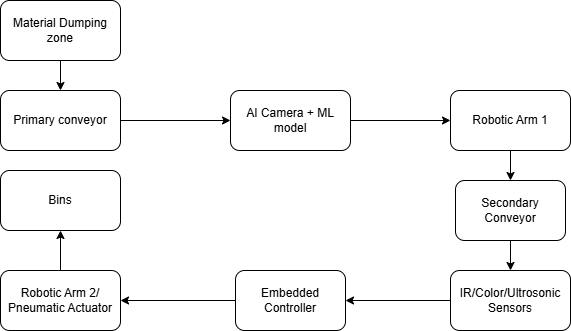 Material Dumping
zone
Primary conveyor
AI Camera + ML
model
Robotic Arm 1
Secondary
Conveyor
IR/Color/Ultrosonic
Sensors
Embedded
Controller
Robotic Arm 2/
Pneumatic Actuator
Bins